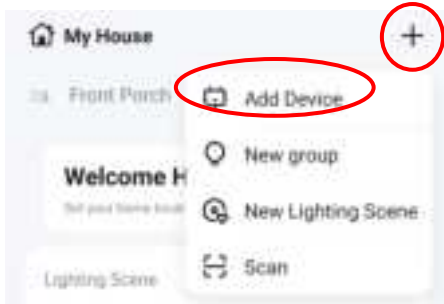 My House
Front Porch
Add Device
New group
Welcome H
New Lighting Scene
Scan
Lighting Scene